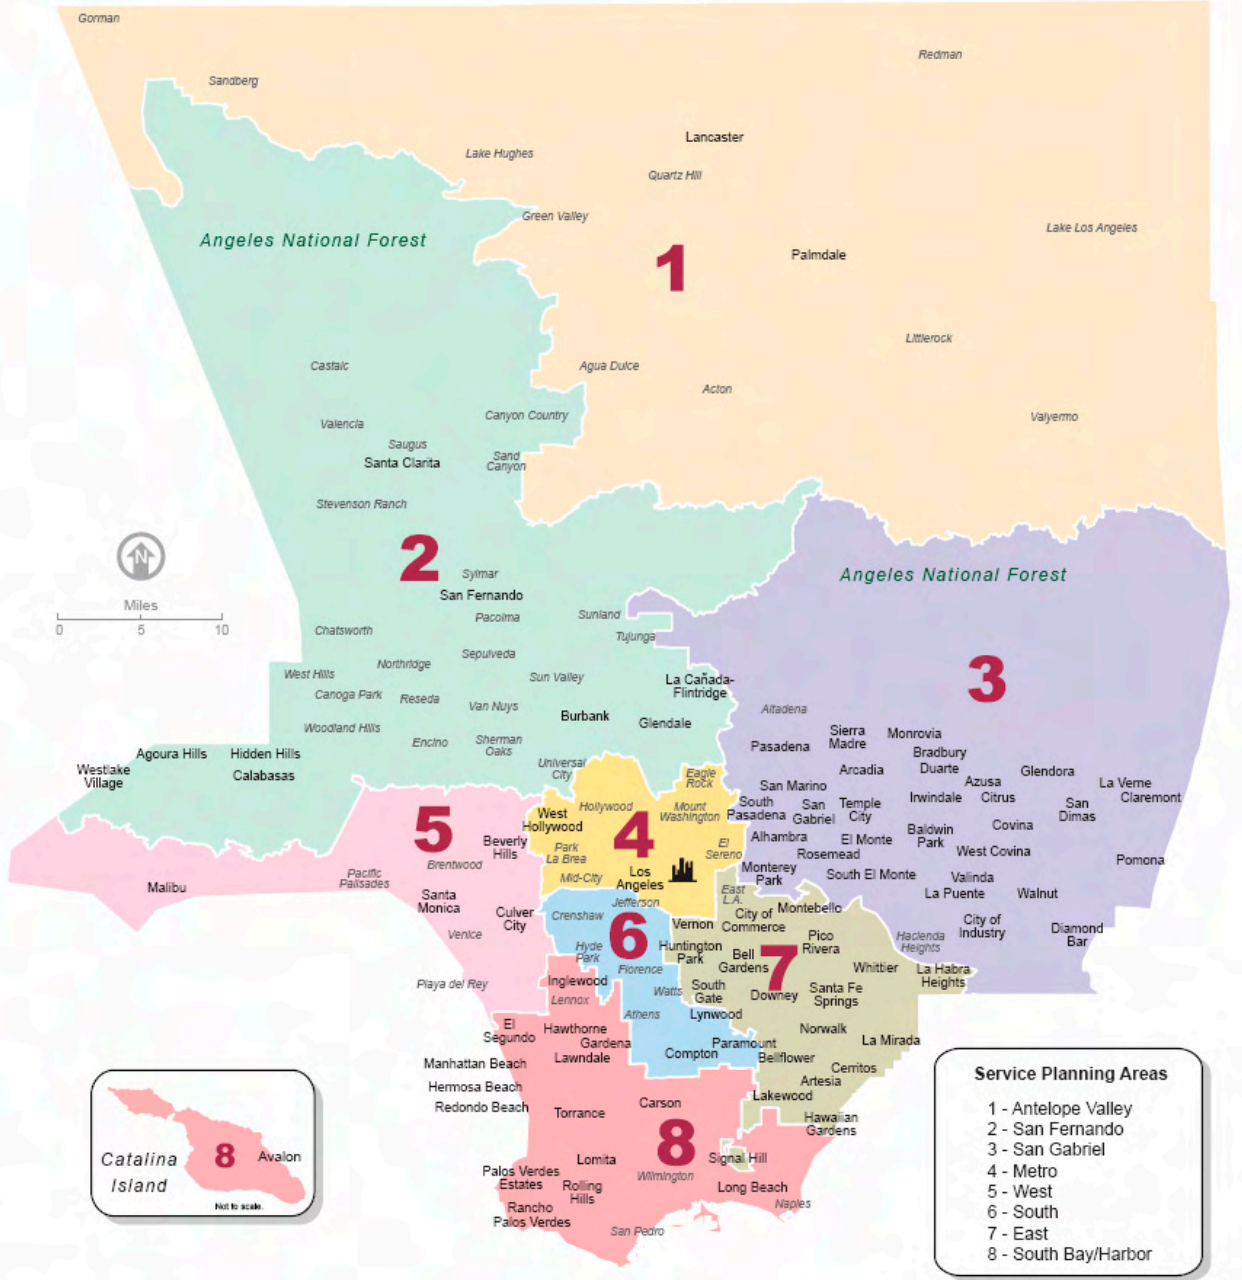 Gorman
Redman
Sandberg
Lancaster
Lake Hughes
Quartz Hill
Green Valley
Lake Los Angeles
Angeles National Forest
1
Palmdale
Littlerock
Castaic
Agua Dulce
Acton
Canyon Country
Valyermo
Valencia
Saugus
Santa Clarita
Sand
Canyon
Stevenson Ranch
N
Miles
0 5 10
2
Sylmar
San Fernando
Pacoima
Angeles National Forest
Sunland
Chatsworth
Tujunga
Sepulveda
Northridge
West Hills
Sun Valley
La Cañada-
Flintridge
3
Canoga Park
Reseda
Van Nuys
Burbank
Glendale
Altadena
Woodland Hills
Encino
Sherman
Oaks
Sierra
Madre
Monrovia
Pasadena
Bradbury
Agoura Hills
Hidden Hills
Westlake
Village
Calabasas
Universal
City
Eagle
Rock
Arcadia
Duarte
Azusa
Glendora
La Verne
San Marino
Irwindale
Citrus
Claremont
5
Hollywood
Mount
Washington
South
Pasadena
San
Gabriel
Temple
City
San
Dimas
West
Hollywood
4
Covina
Beverly
Hills
Park
La Brea
El
Sereno
Alhambra
El Monte
Baldwin
Park
Rosemead
West Covina
Brentwood
Pomona
Pacific
Palisades
Mid-City
Los
Angeles
Monterey
Park
South El Monte
Valinda
Malibu
Santa
Monica
East
L.A.
La Puente
Walnut
Jefferson
Crenshaw
Culver
City
6
Vernon
City of
Commerce
Montebello
City of
Industry
Diamond
Bar
Venice
Hyde
Park
Huntington
Park
Pico
Rivera
Hacienda
Heights
Bell
Gardens
7
Whittier
La Habra
Heights
Florence
Playa del Rey
Inglewood
Watts
South
Gate
Downey
Santa Fe
Springs
Lennox
Athens
Lynwood
El
Segundo
Hawthorne
Gardena
Norwalk
Lawndale
Paramount
La Mirada
Compton
Bellflower
Manhattan Beach
Cerritos
Hermosa Beach
Artesia
Redondo Beach
Torrance
Carson
Lakewood
Hawaiian
Gardens
8
Lomita
Signal Hill
Palos Verdes
Estates
Rolling
Hills
Wilmington
Long Beach
Rancho
Palos Verdes
Naples
San Pedro
Catalina
Island
8
Avalon
Not to scale.
Service Planning Areas
1 - Antelope Valley
2 - San Fernando
3 - San Gabriel
4 - Metro
5 - West
6 - South
7 - East
8 - South Bay/Harbor